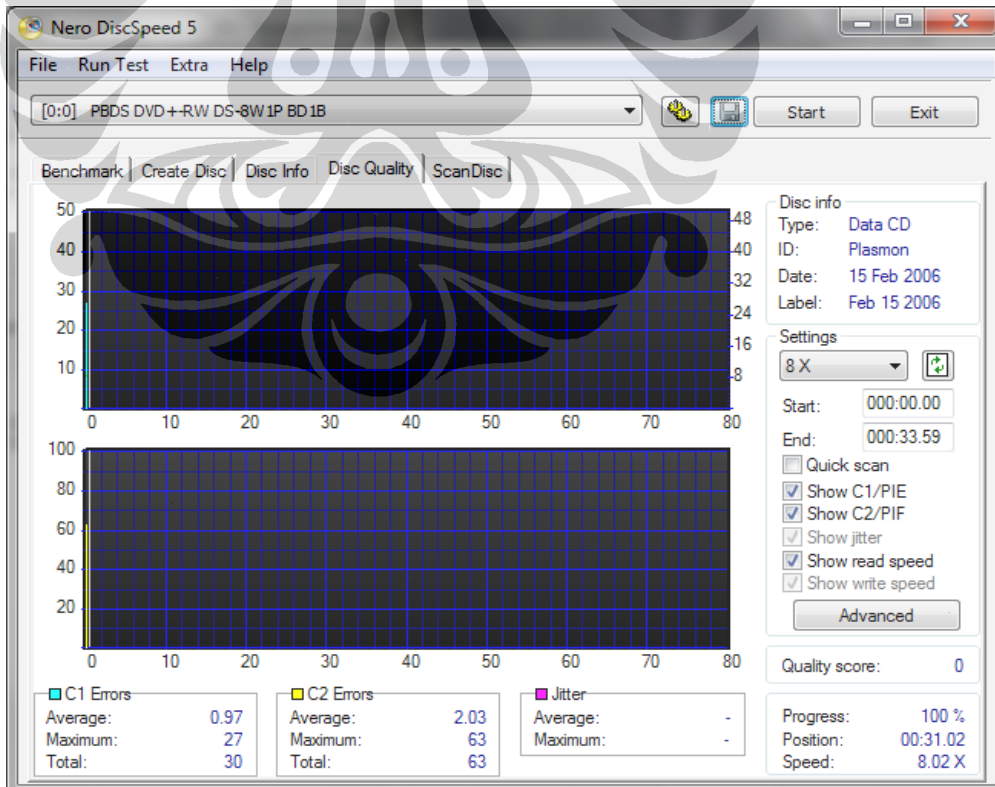 Nero DiscSpeed 5
File Run Test Extra Help
[0:0] PBDS DVD+-RW DS-8W1P BD1B
Start Exit
Benchmark Create Disc Disc Info Disc Quality ScanDisc
50
40
30
20
10
48
40
32
24
16
8
0 10 20 30 40 50 60 70 80
100
80
60
40
20
0 10 20 30 40 50 60 70 80
C1 Errors
Average: 0.97
Maximum: 27
Total: 30
C2 Errors
Average: 2.03
Maximum: 63
Total: 63
Jitter
Average: -
Maximum: -
Disc info
Type: Data CD
ID: Plasmon
Date: 15 Feb 2006
Label: Feb 15 2006
Settings
8 X
Start: 000:00.00
End: 000:33.59
Quick scan
Show C1/PIE
Show C2/PIF
Show jitter
Show read speed
Show write speed
Advanced
Quality score: 0
Progress: 100 %
Position: 00:31.02
Speed: 8.02 X